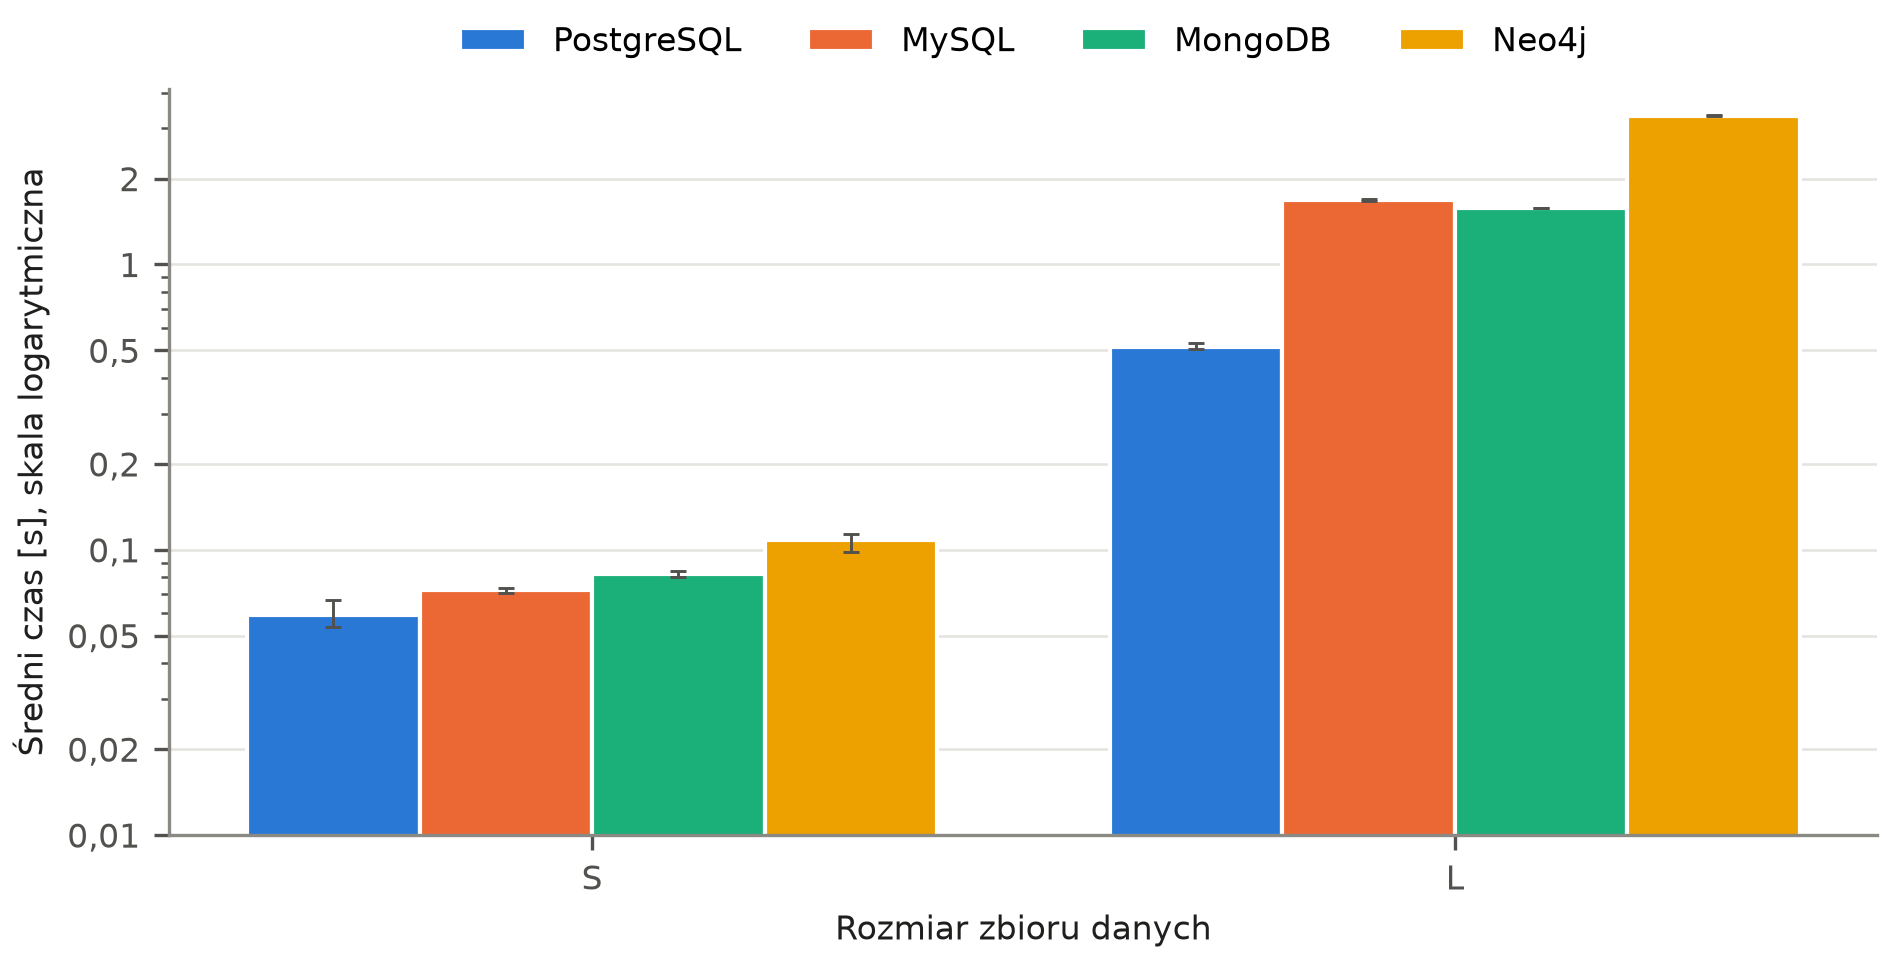 PostgreSQL MySQL MongoDB Neo4j
Średni czas [s], skala logarytmiczna
2
1
0,5
0,2
0,1
0,05
0,02
0,01
S L
Rozmiar zbioru danych